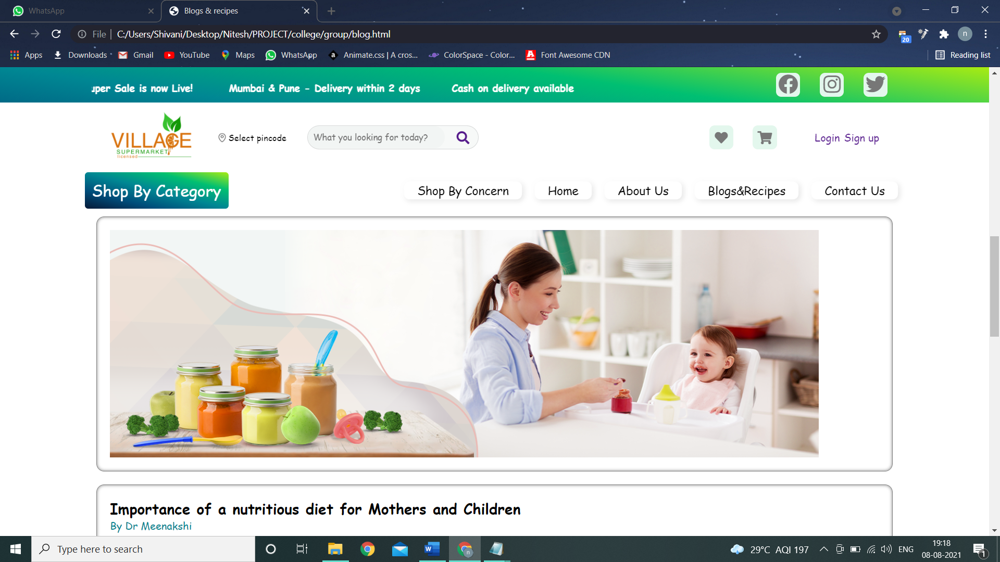 WhatsApp
Blogs & recipes
File
C:/Users/Shivani/Desktop/Nitesh/PROJECT/college/group/blog.html
20
n
Apps
Downloads
Gmail
YouTube
Maps
WhatsApp
a
Animate.css | A cros...
ColorSpace - Color...
Font Awesome CDN
Reading list
uper Sale is now Live!
Mumbai & Pune - Delivery within 2 days
Cash on delivery available
VILLAGE
SUPERMARKET
licensed
Select pincode
What you looking for today?
Login Sign up
Shop By Category
Shop By Concern
Home
About Us
Blogs&Recipes
Contact Us
Importance of a nutritious diet for Mothers and Children
By Dr Meenakshi
Type here to search
29°C AQI 197
ENG
19:18
08-08-2021
1